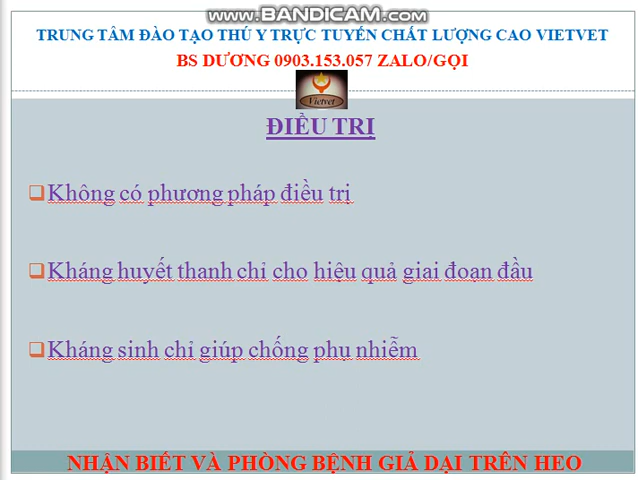 www.BANDICAM.com
TRUNG TÂM ĐÀO TẠO THÚ Y TRỰC TUYẾN CHẤT LƯỢNG CAO VIETVET
BS DƯƠNG 0903.153.057 ZALO/GỌI
Vietvet
ĐIỀU TRỊ
Không có phương pháp điều trị
Kháng huyết thanh chỉ cho hiệu quả giai đoạn đầu
Kháng sinh chỉ giúp chống phụ nhiễm
NHẬN BIẾT VÀ PHÒNG BỆNH GIẢ DẠI TRÊN HEO